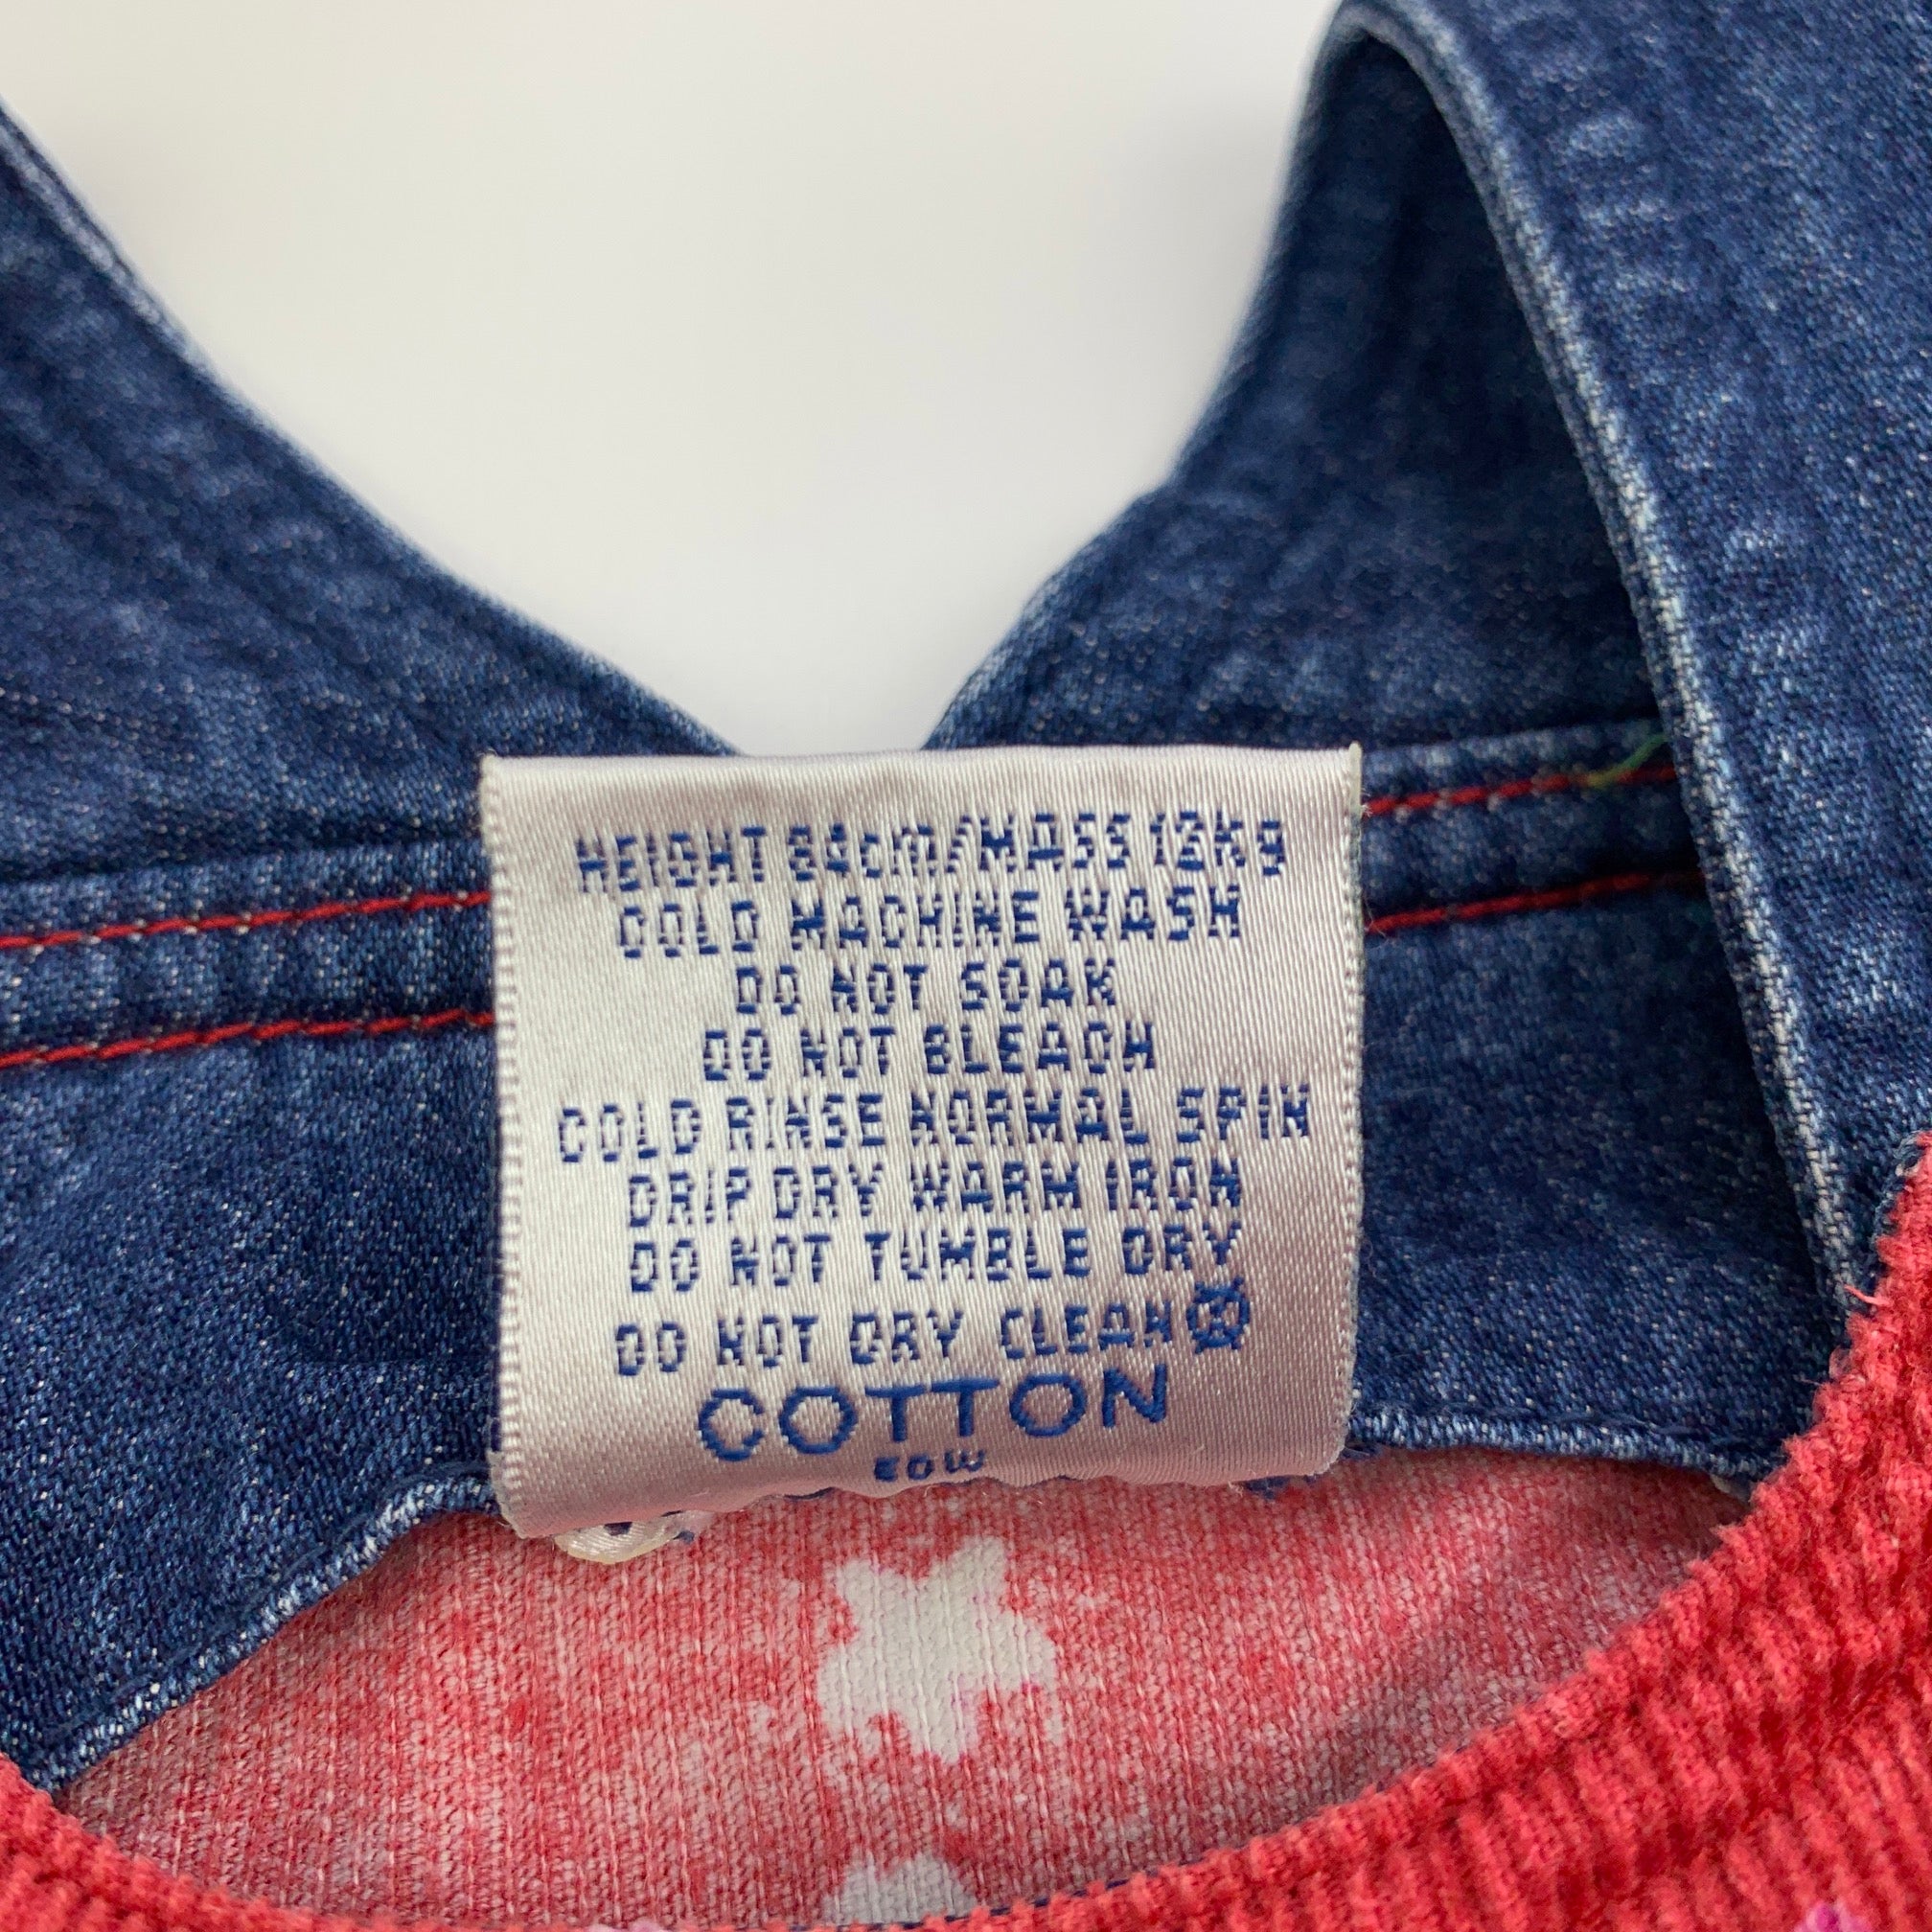 HEIGHT 84cm/MASS 12kg
COLD MACHINE WASH
DO NOT SOAK
DO NOT BLEACH
COLD RINSE NORMAL SPIN
DRIP DRY WARM IRON
DO NOT TUMBLE DRY
DO NOT DRY CLEAN
COTTON
EOW